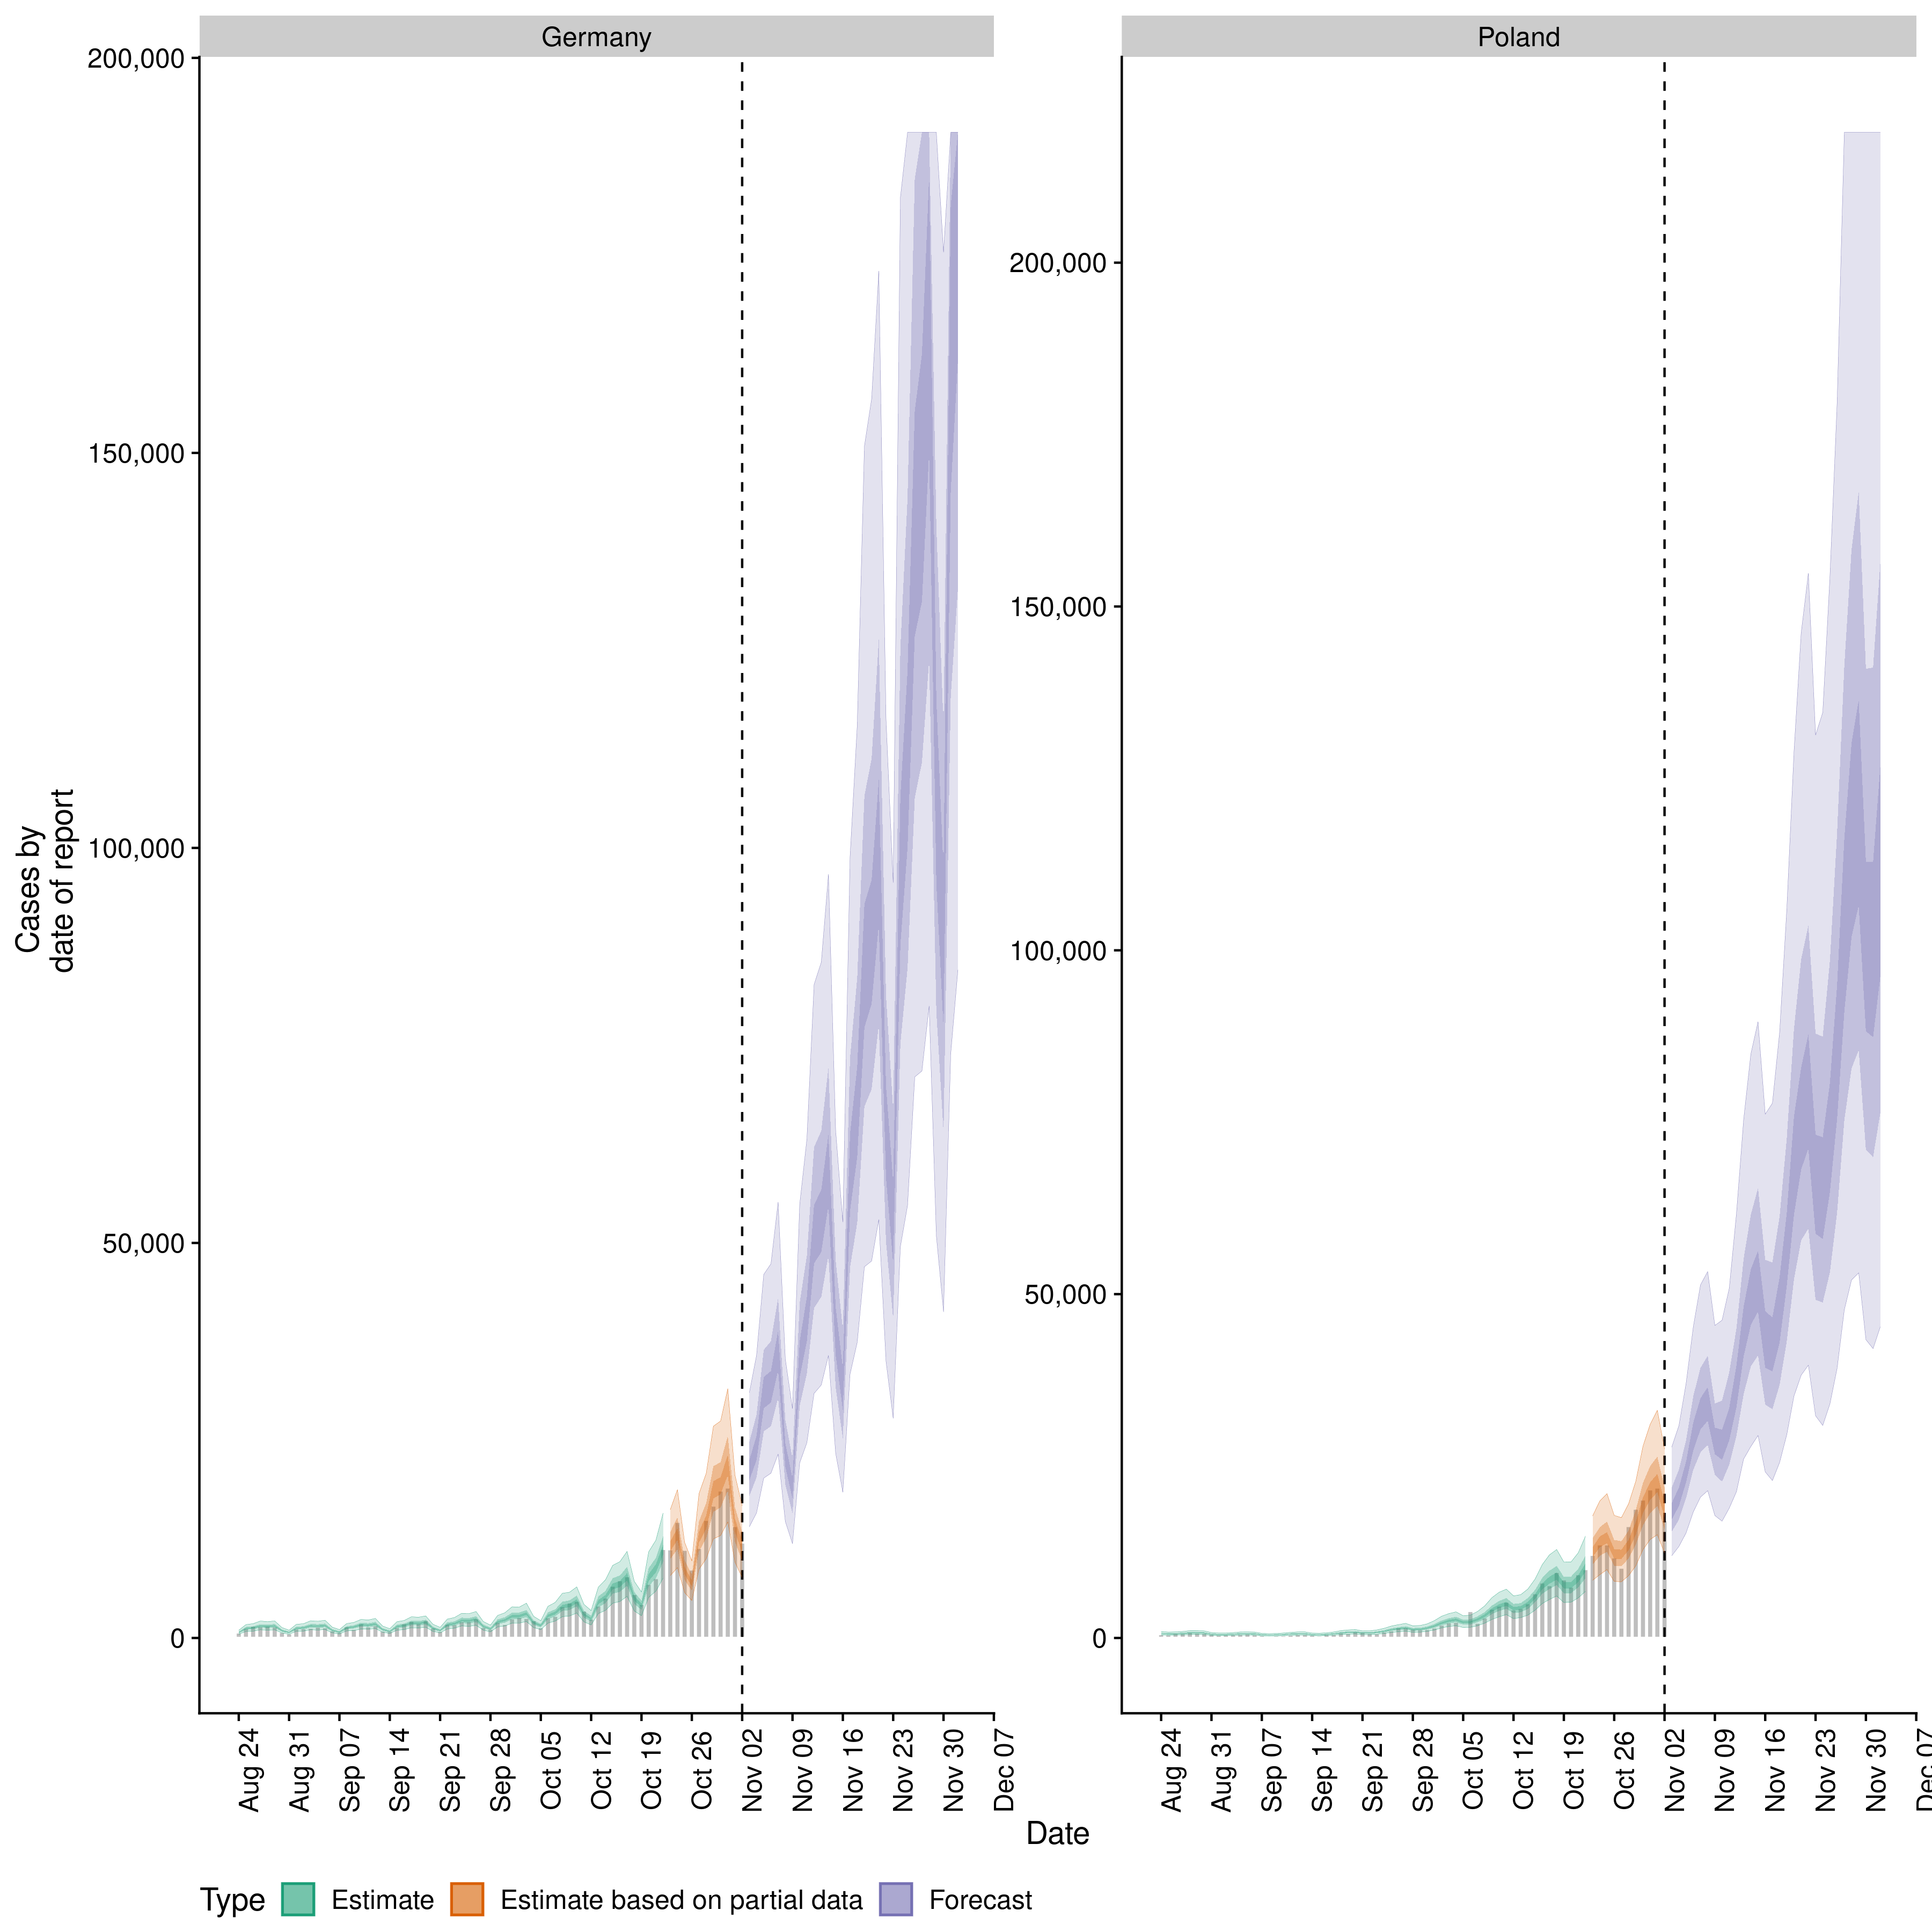 Germany
Poland
200,000
150,000
100,000
50,000
0
200,000
150,000
100,000
50,000
0
Cases by
date of report
Aug 24
Aug 31
Sep 07
Sep 14
Sep 21
Sep 28
Oct 05
Oct 12
Oct 19
Oct 26
Nov 02
Nov 09
Nov 16
Nov 23
Nov 30
Dec 07
Aug 24
Aug 31
Sep 07
Sep 14
Sep 21
Sep 28
Oct 05
Oct 12
Oct 19
Oct 26
Nov 02
Nov 09
Nov 16
Nov 23
Nov 30
Dec 07
Date
Type Estimate Estimate based on partial data Forecast